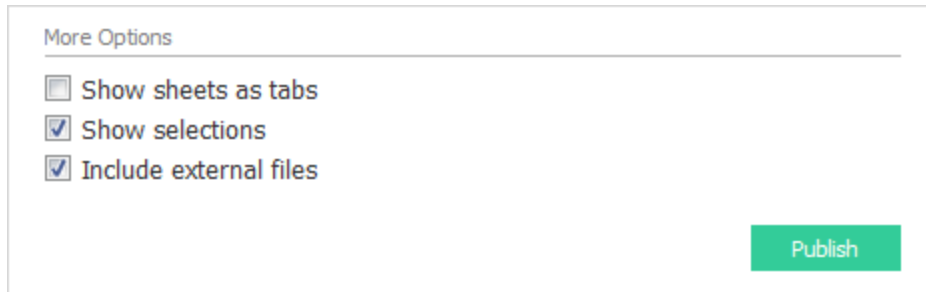 More Options
Show sheets as tabs
Show selections
Include external files
Publish